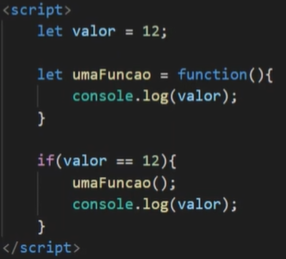 <script>
let valor = 12;
let umaFuncao = function(){
console.log(valor);
}
if(valor == 12){
umaFuncao();
console.log(valor);
}
</script>